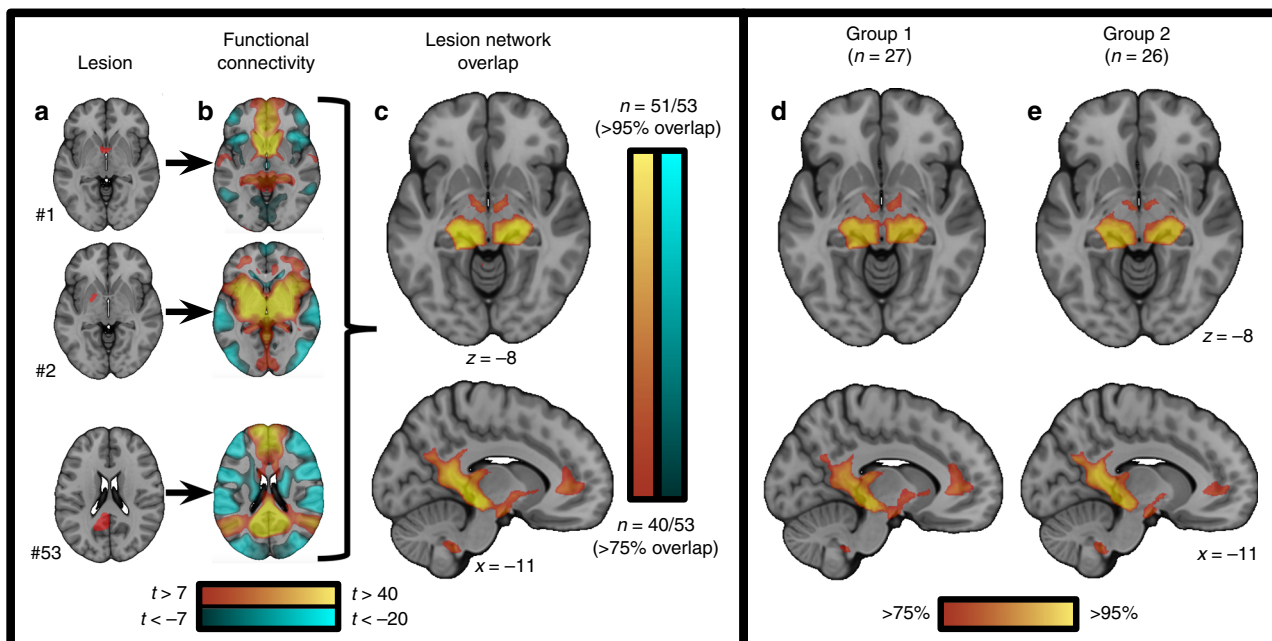 Lesion
Functional
connectivity
Lesion network
overlap
a
b
c
#1
#2
#53
n = 51/53
(>95% overlap)
n = 40/53
(>75% overlap)
z = –8
x = –11
t > 7
t > 40
t < –7
t < –20
Group 1
(n = 27)
Group 2
(n = 26)
d
e
z = –8
x = –11
>75%
>95%